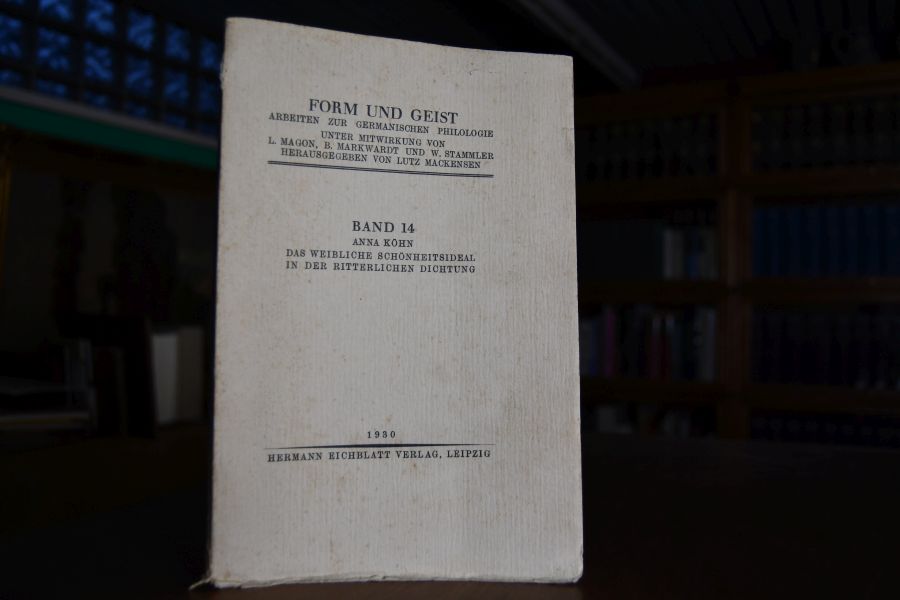 FORM UND GEIST
ARBEITEN ZUR GERMANISCHEN PHILOLOGIE
UNTER MITWIRKUNG VON
L. MAGON, B. MARKWARDT UND W. STAMMLER
HERAUSGEGEBEN VON LUTZ MACKENSEN
BAND 14
ANNA KÖHN
DAS WEIBLICHE SCHÖNHEITSIDEAL
IN DER RITTERLICHEN DICHTUNG
1930
HERMANN EICHBLATT VERLAG, LEIPZIG